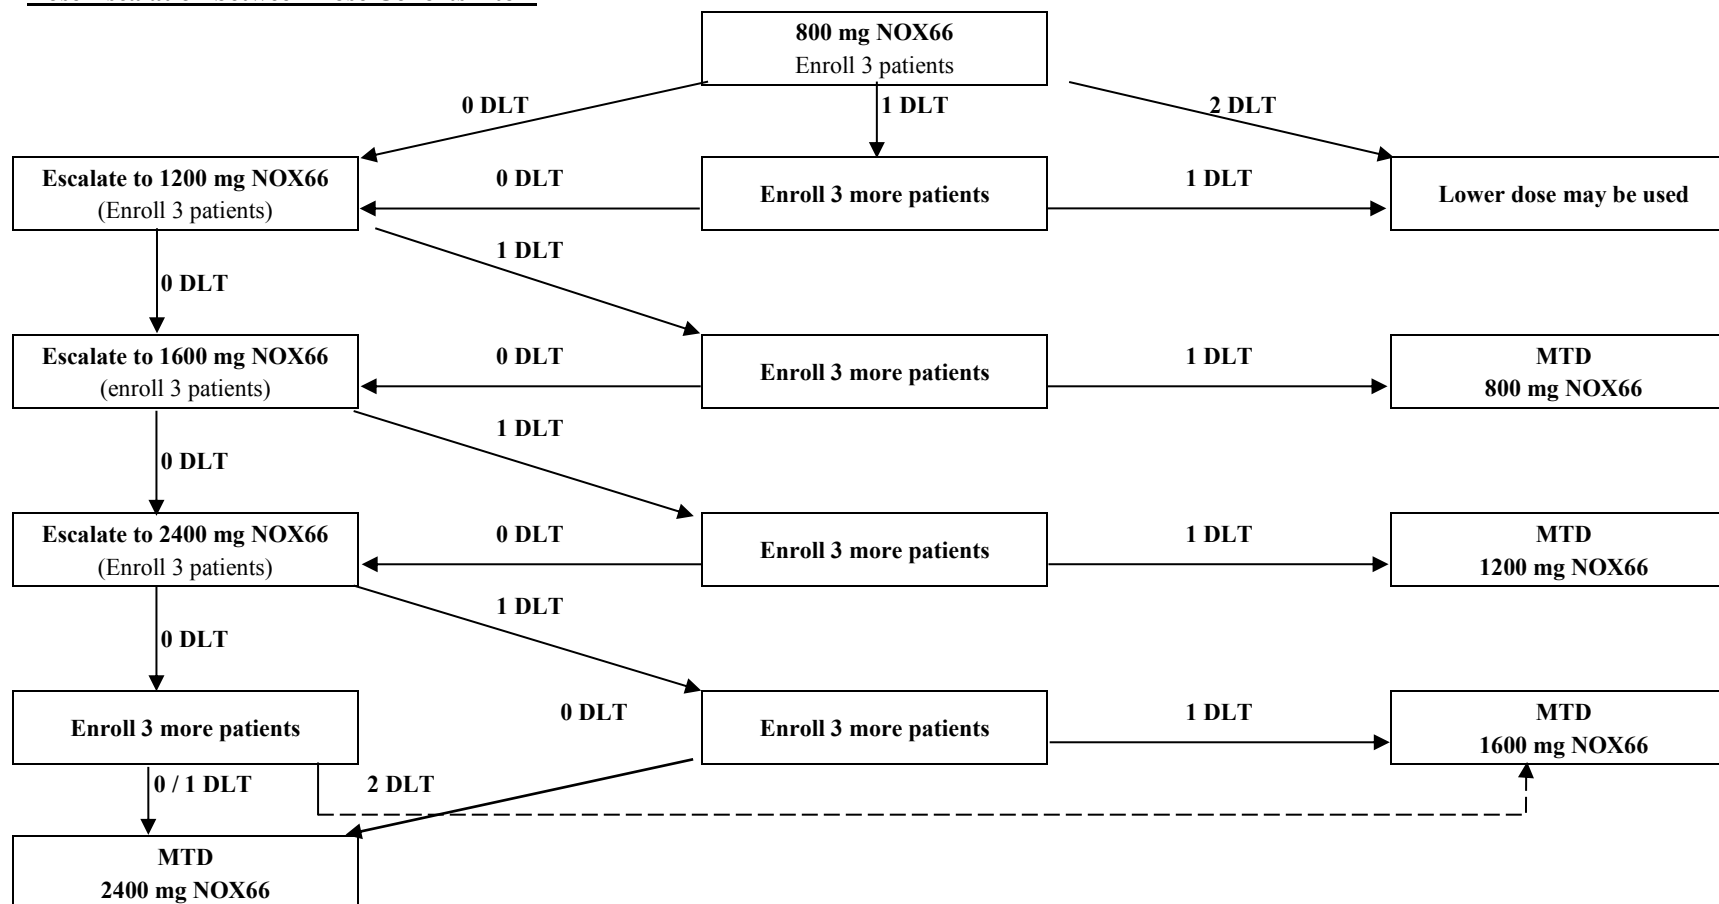 800 mg NOX66
Enroll 3 patients
0 DLT
1 DLT
2 DLT
Escalate to 1200 mg NOX66
(Enroll 3 patients)
0 DLT
Enroll 3 more patients
1 DLT
Lower dose may be used
1 DLT
0 DLT
Escalate to 1600 mg NOX66
(enroll 3 patients)
0 DLT
Enroll 3 more patients
1 DLT
MTD
800 mg NOX66
1 DLT
0 DLT
Escalate to 2400 mg NOX66
(Enroll 3 patients)
0 DLT
Enroll 3 more patients
1 DLT
MTD
1200 mg NOX66
1 DLT
0 DLT
Enroll 3 more patients
0 DLT
Enroll 3 more patients
1 DLT
MTD
1600 mg NOX66
0 / 1 DLT
2 DLT
MTD
2400 mg NOX66